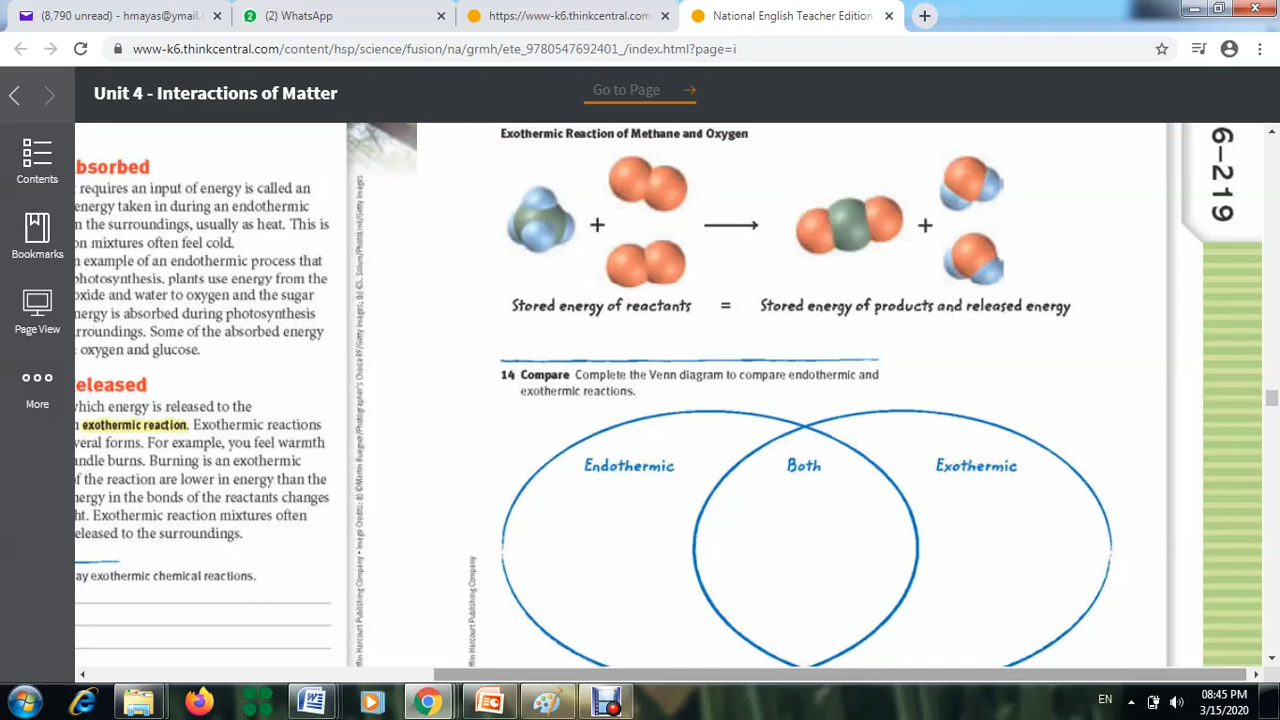 (8,790 unread) - hmayas@ymail.c
(2) WhatsApp
https://www-k6.thinkcentral.com
National English Teacher Edition
www-k6.thinkcentral.com/content/hsp/science/fusion/na/grmh/ete_9780547692401_/index.html?page=i
Unit 4 - Interactions of Matter
Go to Page
Contents
Bookmarks
Page View
More
bsorbed
requires an input of energy is called an
energy taken in during an endothermic
the surroundings, usually as heat. This is
on mixtures often feel cold.
example of an endothermic process that
photosynthesis, plants use energy from the
oxide and water to oxygen and the sugar
nergy is absorbed during photosynthesis
rroundings. Some of the absorbed energy
oxygen and glucose.
eleased
which energy is released to the
exothermic reaction. Exothermic reactions
veral forms. For example, you feel warmth
andle burns. Burning is an exothermic
of the reaction are lower in energy than the
nergy in the bonds of the reactants changes
ht. Exothermic reaction mixtures often
eleased to the surroundings.
ay exothermic chemical reactions.
Exothermic Reaction of Methane and Oxygen
+
+
Stored energy of reactants = Stored energy of products and released energy
14 Compare Complete the Venn diagram to compare endothermic and
exothermic reactions.
Endothermic
Both
Exothermic
6-219
ffin Harcourt Publishing Company
EN
08:45 PM
3/15/2020